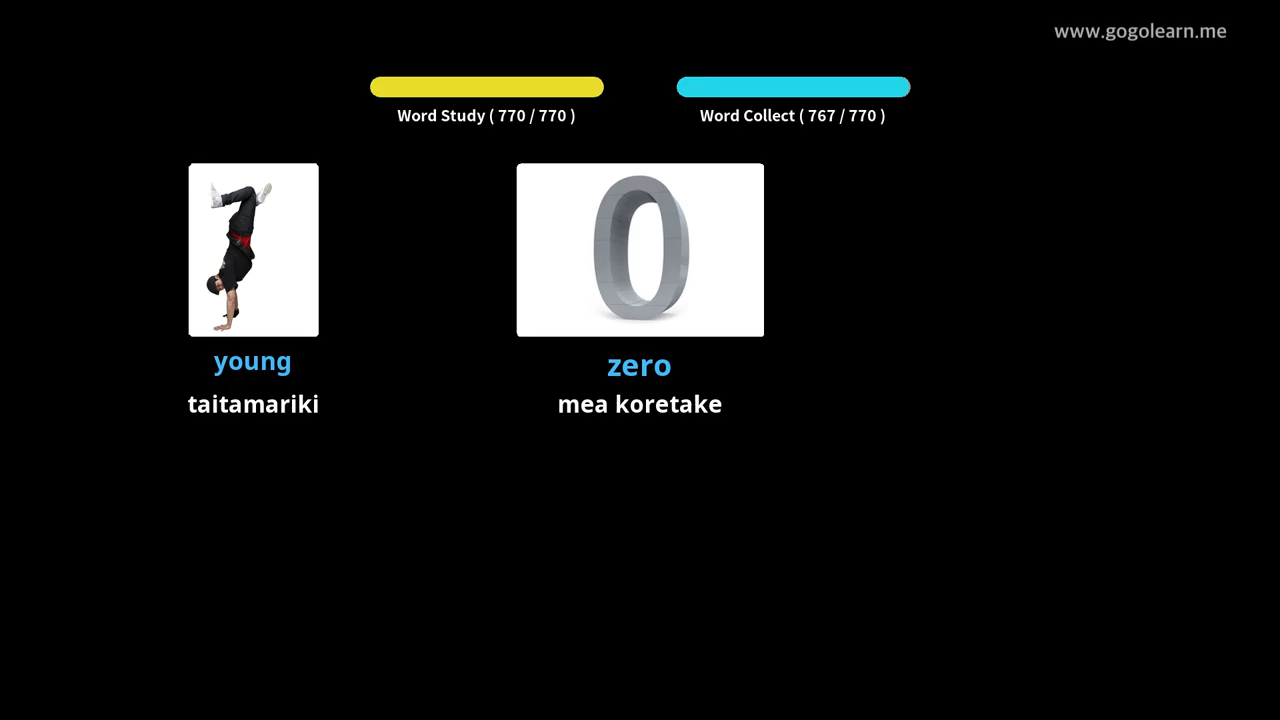 www.gogolearn.me
Word Study ( 770 / 770 )
Word Collect ( 767 / 770 )
young
zero
taitamariki
mea koretake